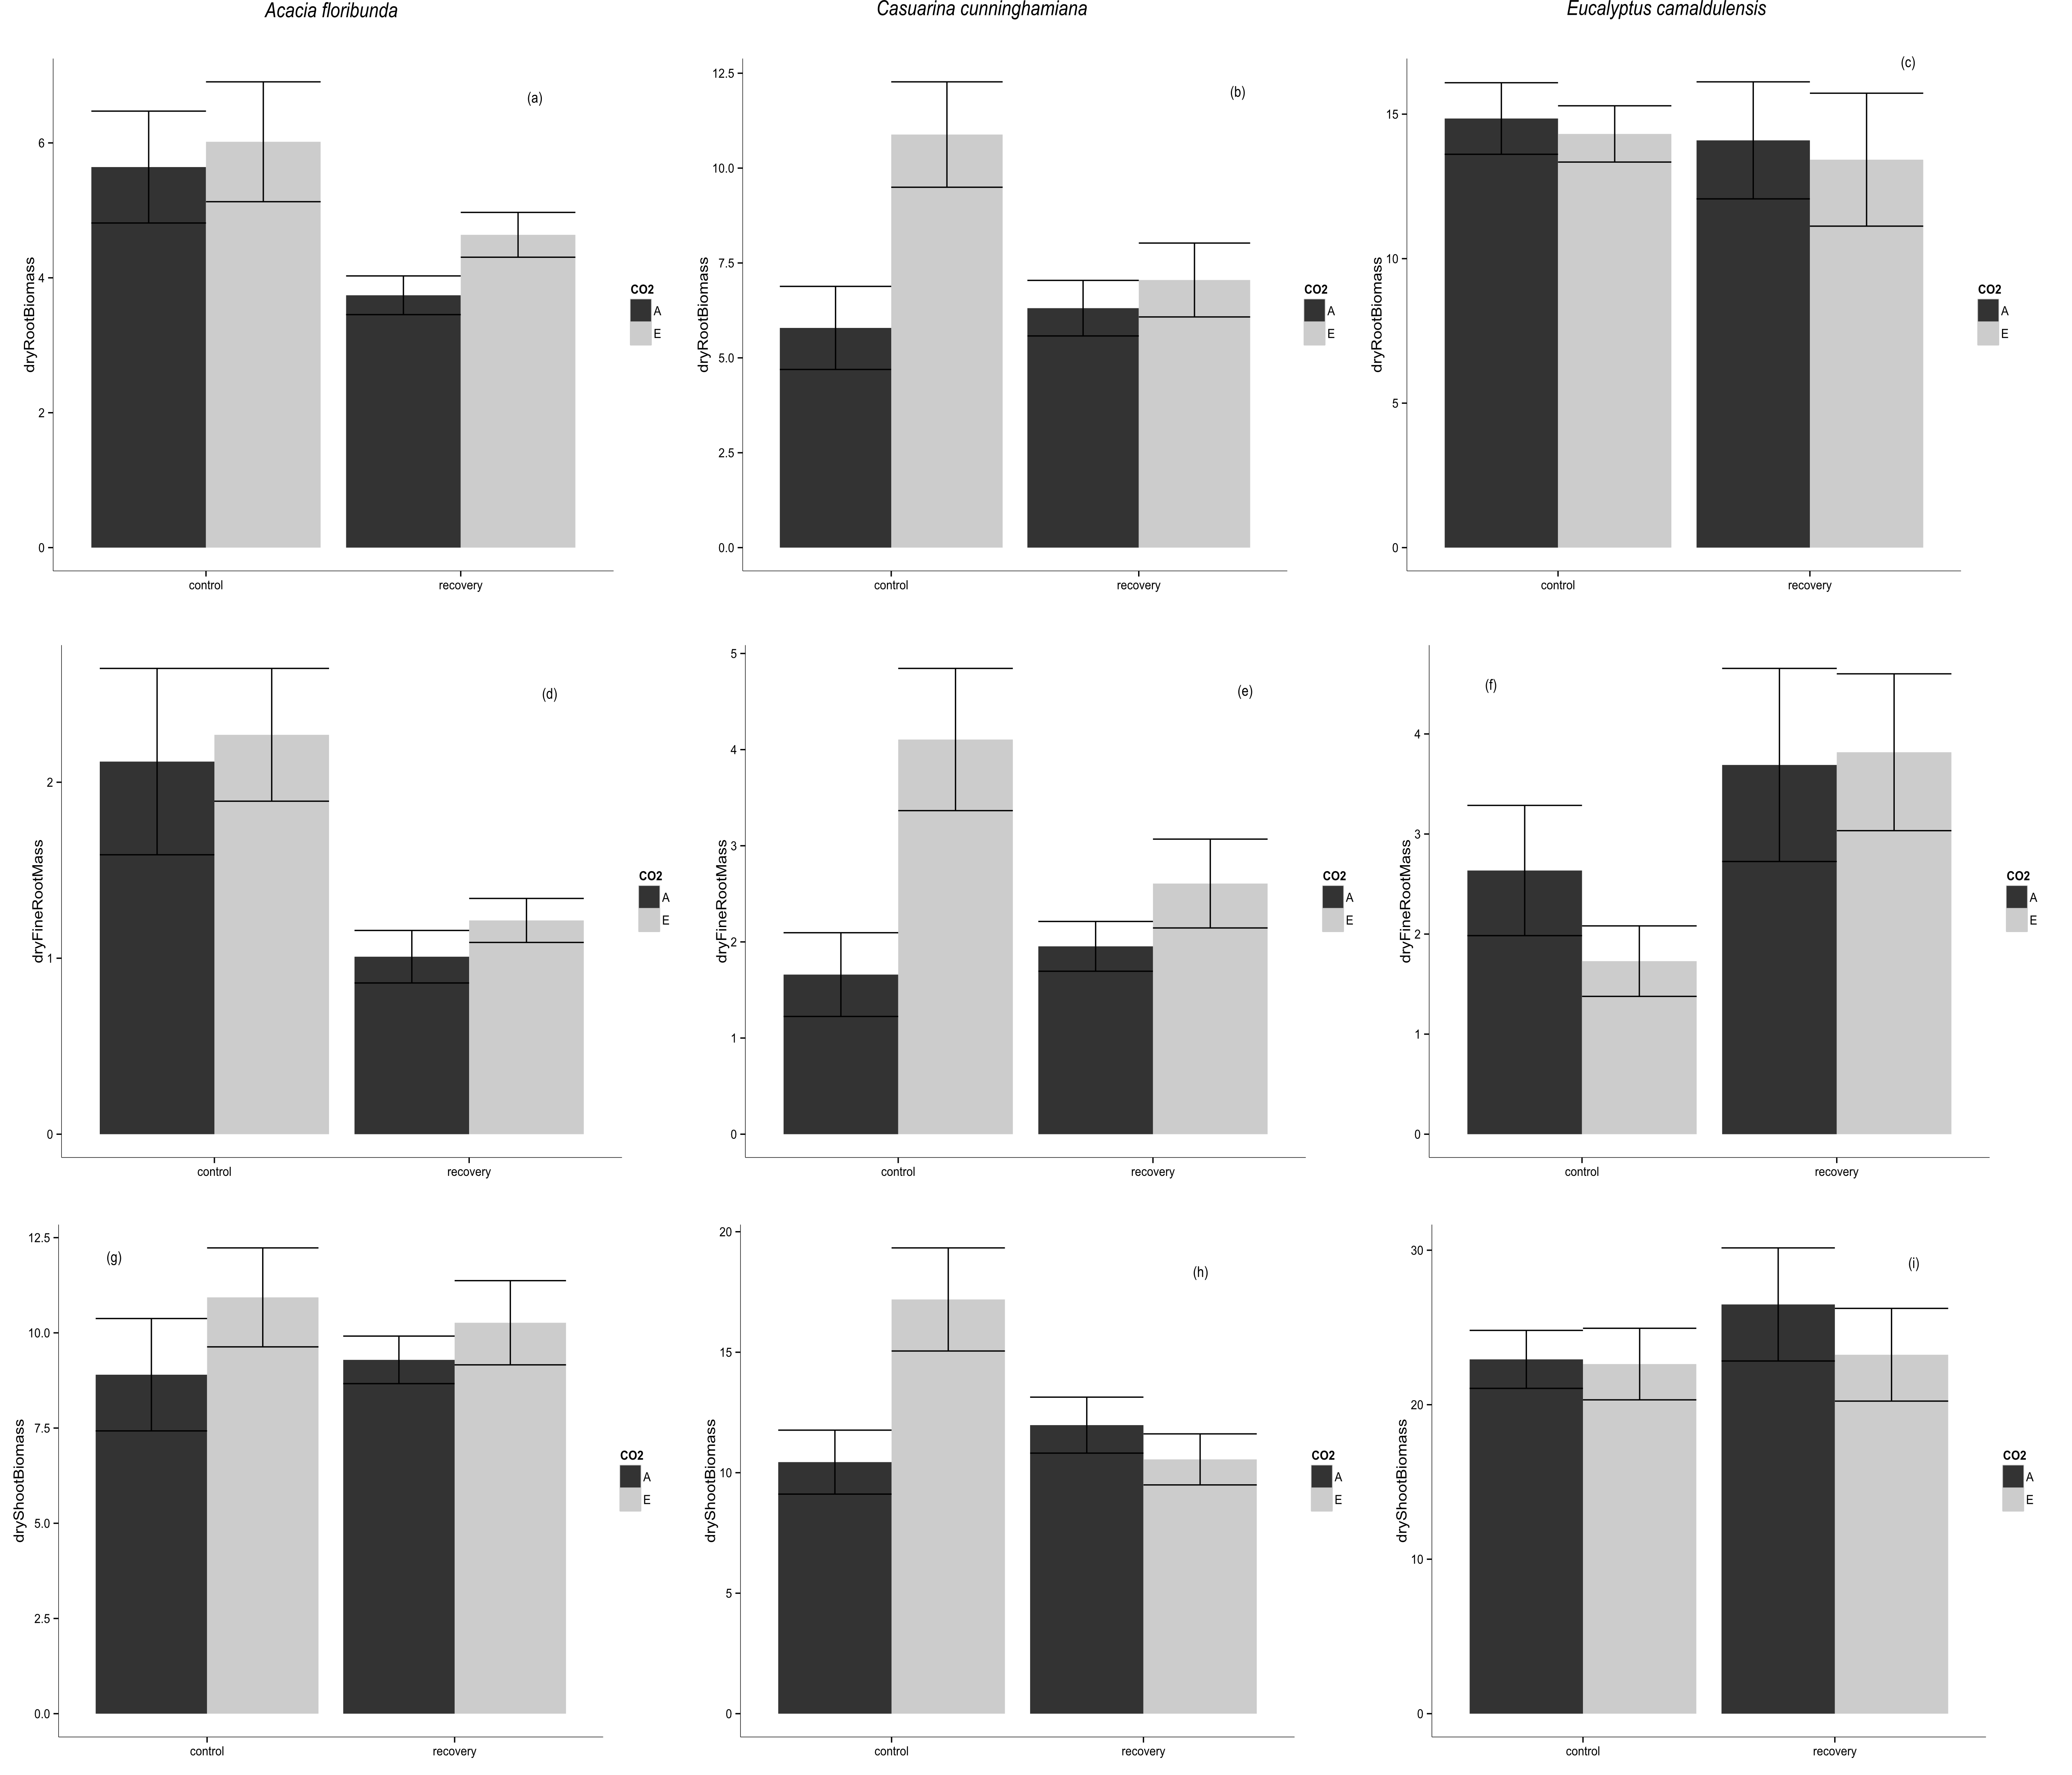 Acacia floribunda
Casuarina cunninghamiana
Eucalyptus camaldulensis
(a)
dryRootBiomass
6
4
2
0
control
recovery
CO2
A
E
(b)
dryRootBiomass
12.5
10.0
7.5
5.0
2.5
0.0
control
recovery
CO2
A
E
(c)
dryRootBiomass
15
10
5
0
control
recovery
CO2
A
E
(d)
dryFineRootMass
2
1
0
control
recovery
CO2
A
E
(e)
dryFineRootMass
5
4
3
2
1
0
control
recovery
CO2
A
E
(f)
dryFineRootMass
4
3
2
1
0
control
recovery
CO2
A
E
(g)
dryShootBiomass
12.5
10.0
7.5
5.0
2.5
0.0
control
recovery
CO2
A
E
(h)
dryShootBiomass
20
15
10
5
0
control
recovery
CO2
A
E
(i)
dryShootBiomass
30
20
10
0
control
recovery
CO2
A
E